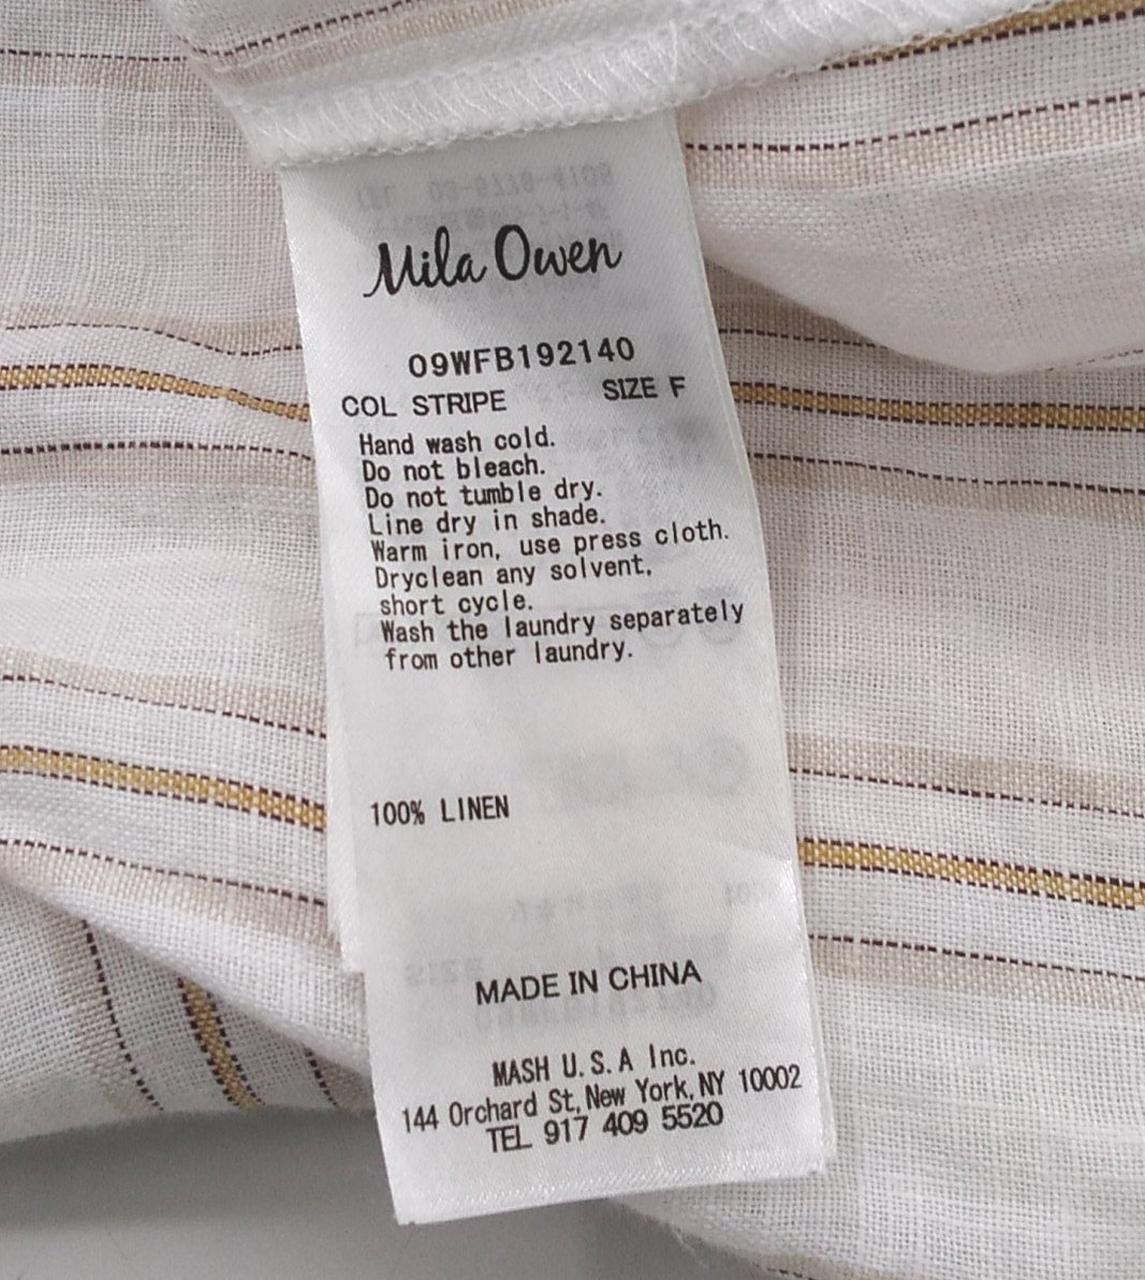 Mila Owen
09WFB192140
COL STRIPE SIZE F
Hand wash cold.
Do not bleach.
Do not tumble dry.
Line dry in shade.
Warm iron, use press cloth.
Dryclean any solvent,
short cycle.
Wash the laundry separately
from other laundry.
100% LINEN
MADE IN CHINA
MASH U.S.A Inc.
144 Orchard St, New York, NY 10002
TEL 917 409 5520